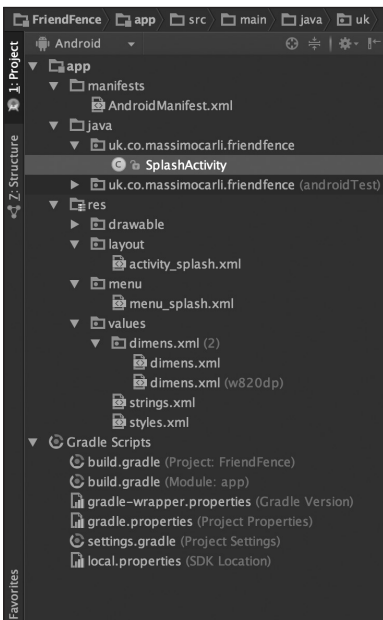 FriendFence app src main java uk
Android
1: Project
Z: Structure
Favorites
app
manifests
AndroidManifest.xml
java
uk.co.massimocarli.friendfence
C SplashActivity
uk.co.massimocarli.friendfence (androidTest)
res
drawable
layout
activity_splash.xml
menu
menu_splash.xml
values
dimens.xml (2)
dimens.xml
dimens.xml (w820dp)
strings.xml
styles.xml
Gradle Scripts
build.gradle (Project: FriendFence)
build.gradle (Module: app)
gradle-wrapper.properties (Gradle Version)
gradle.properties (Project Properties)
settings.gradle (Project Settings)
local.properties (SDK Location)